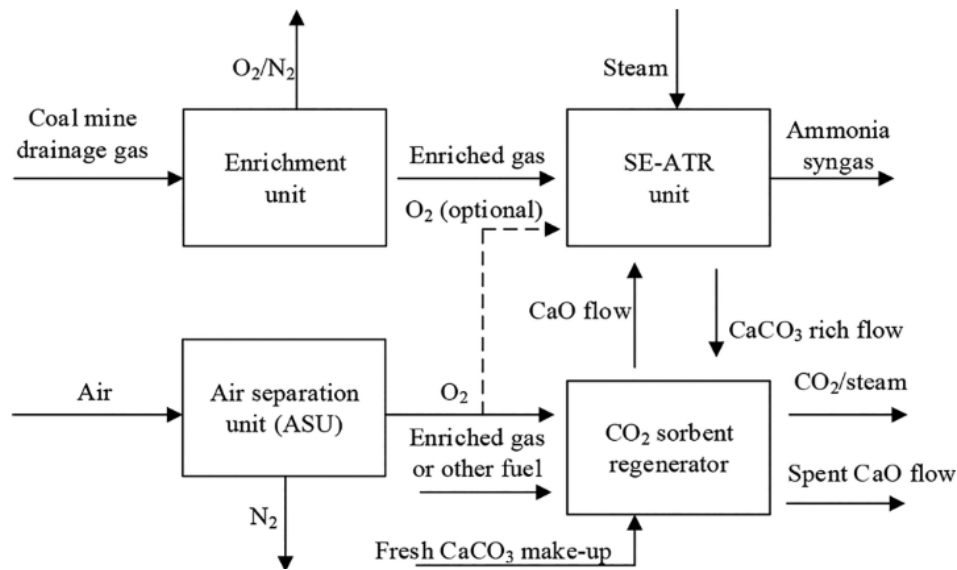 O₂/N₂
Steam
Coal mine
drainage gas
Enrichment
unit
Enriched gas
O₂ (optional)
SE-ATR
unit
Ammonia
syngas
CaO flow
CaCO₃ rich flow
Air
Air separation
unit (ASU)
O₂
Enriched gas
or other fuel
CO₂ sorbent
regenerator
CO₂/steam
Spent CaO flow
N₂
Fresh CaCO₃ make-up